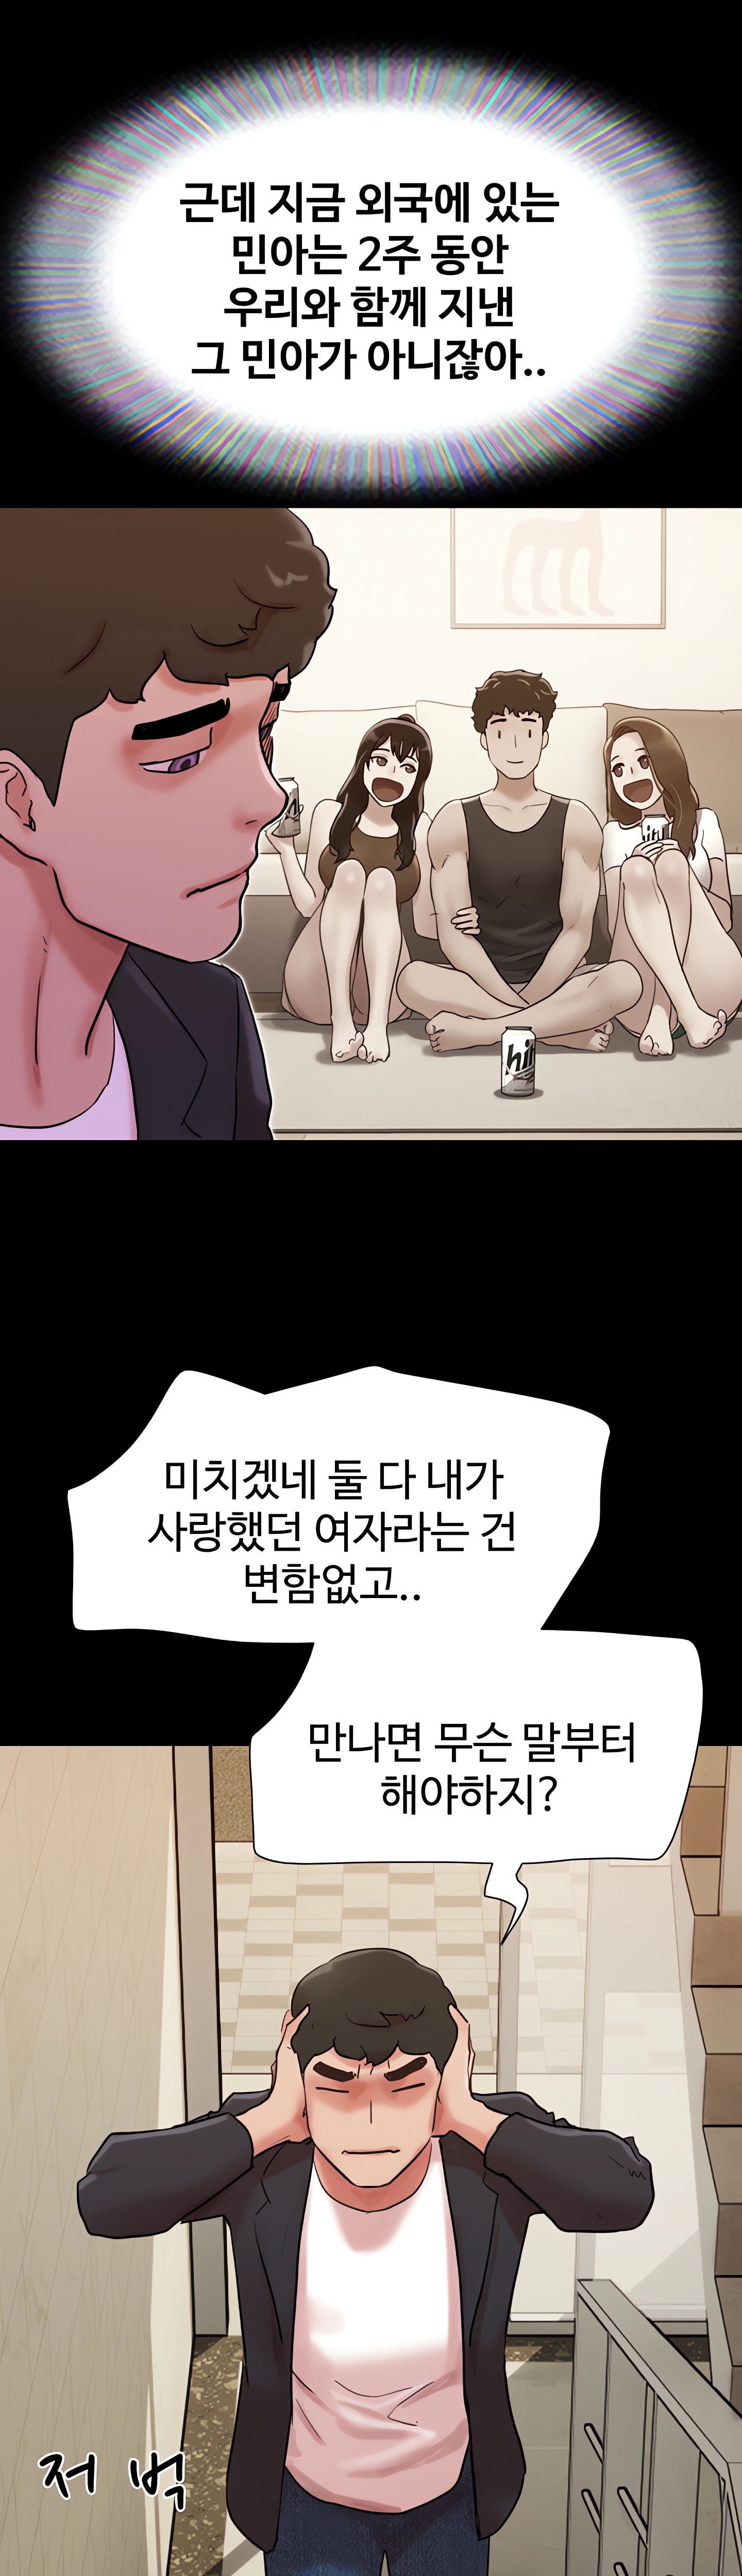 근데 지금 외국에 있는
민아는 2주 동안
우리와 함께 지낸
그 민아가 아니잖아..
hit
hit
미치겠네 둘 다 내가
사랑했던 여자라는 건
변함없고..
만나면 무슨 말부터
해야하지?
저벅